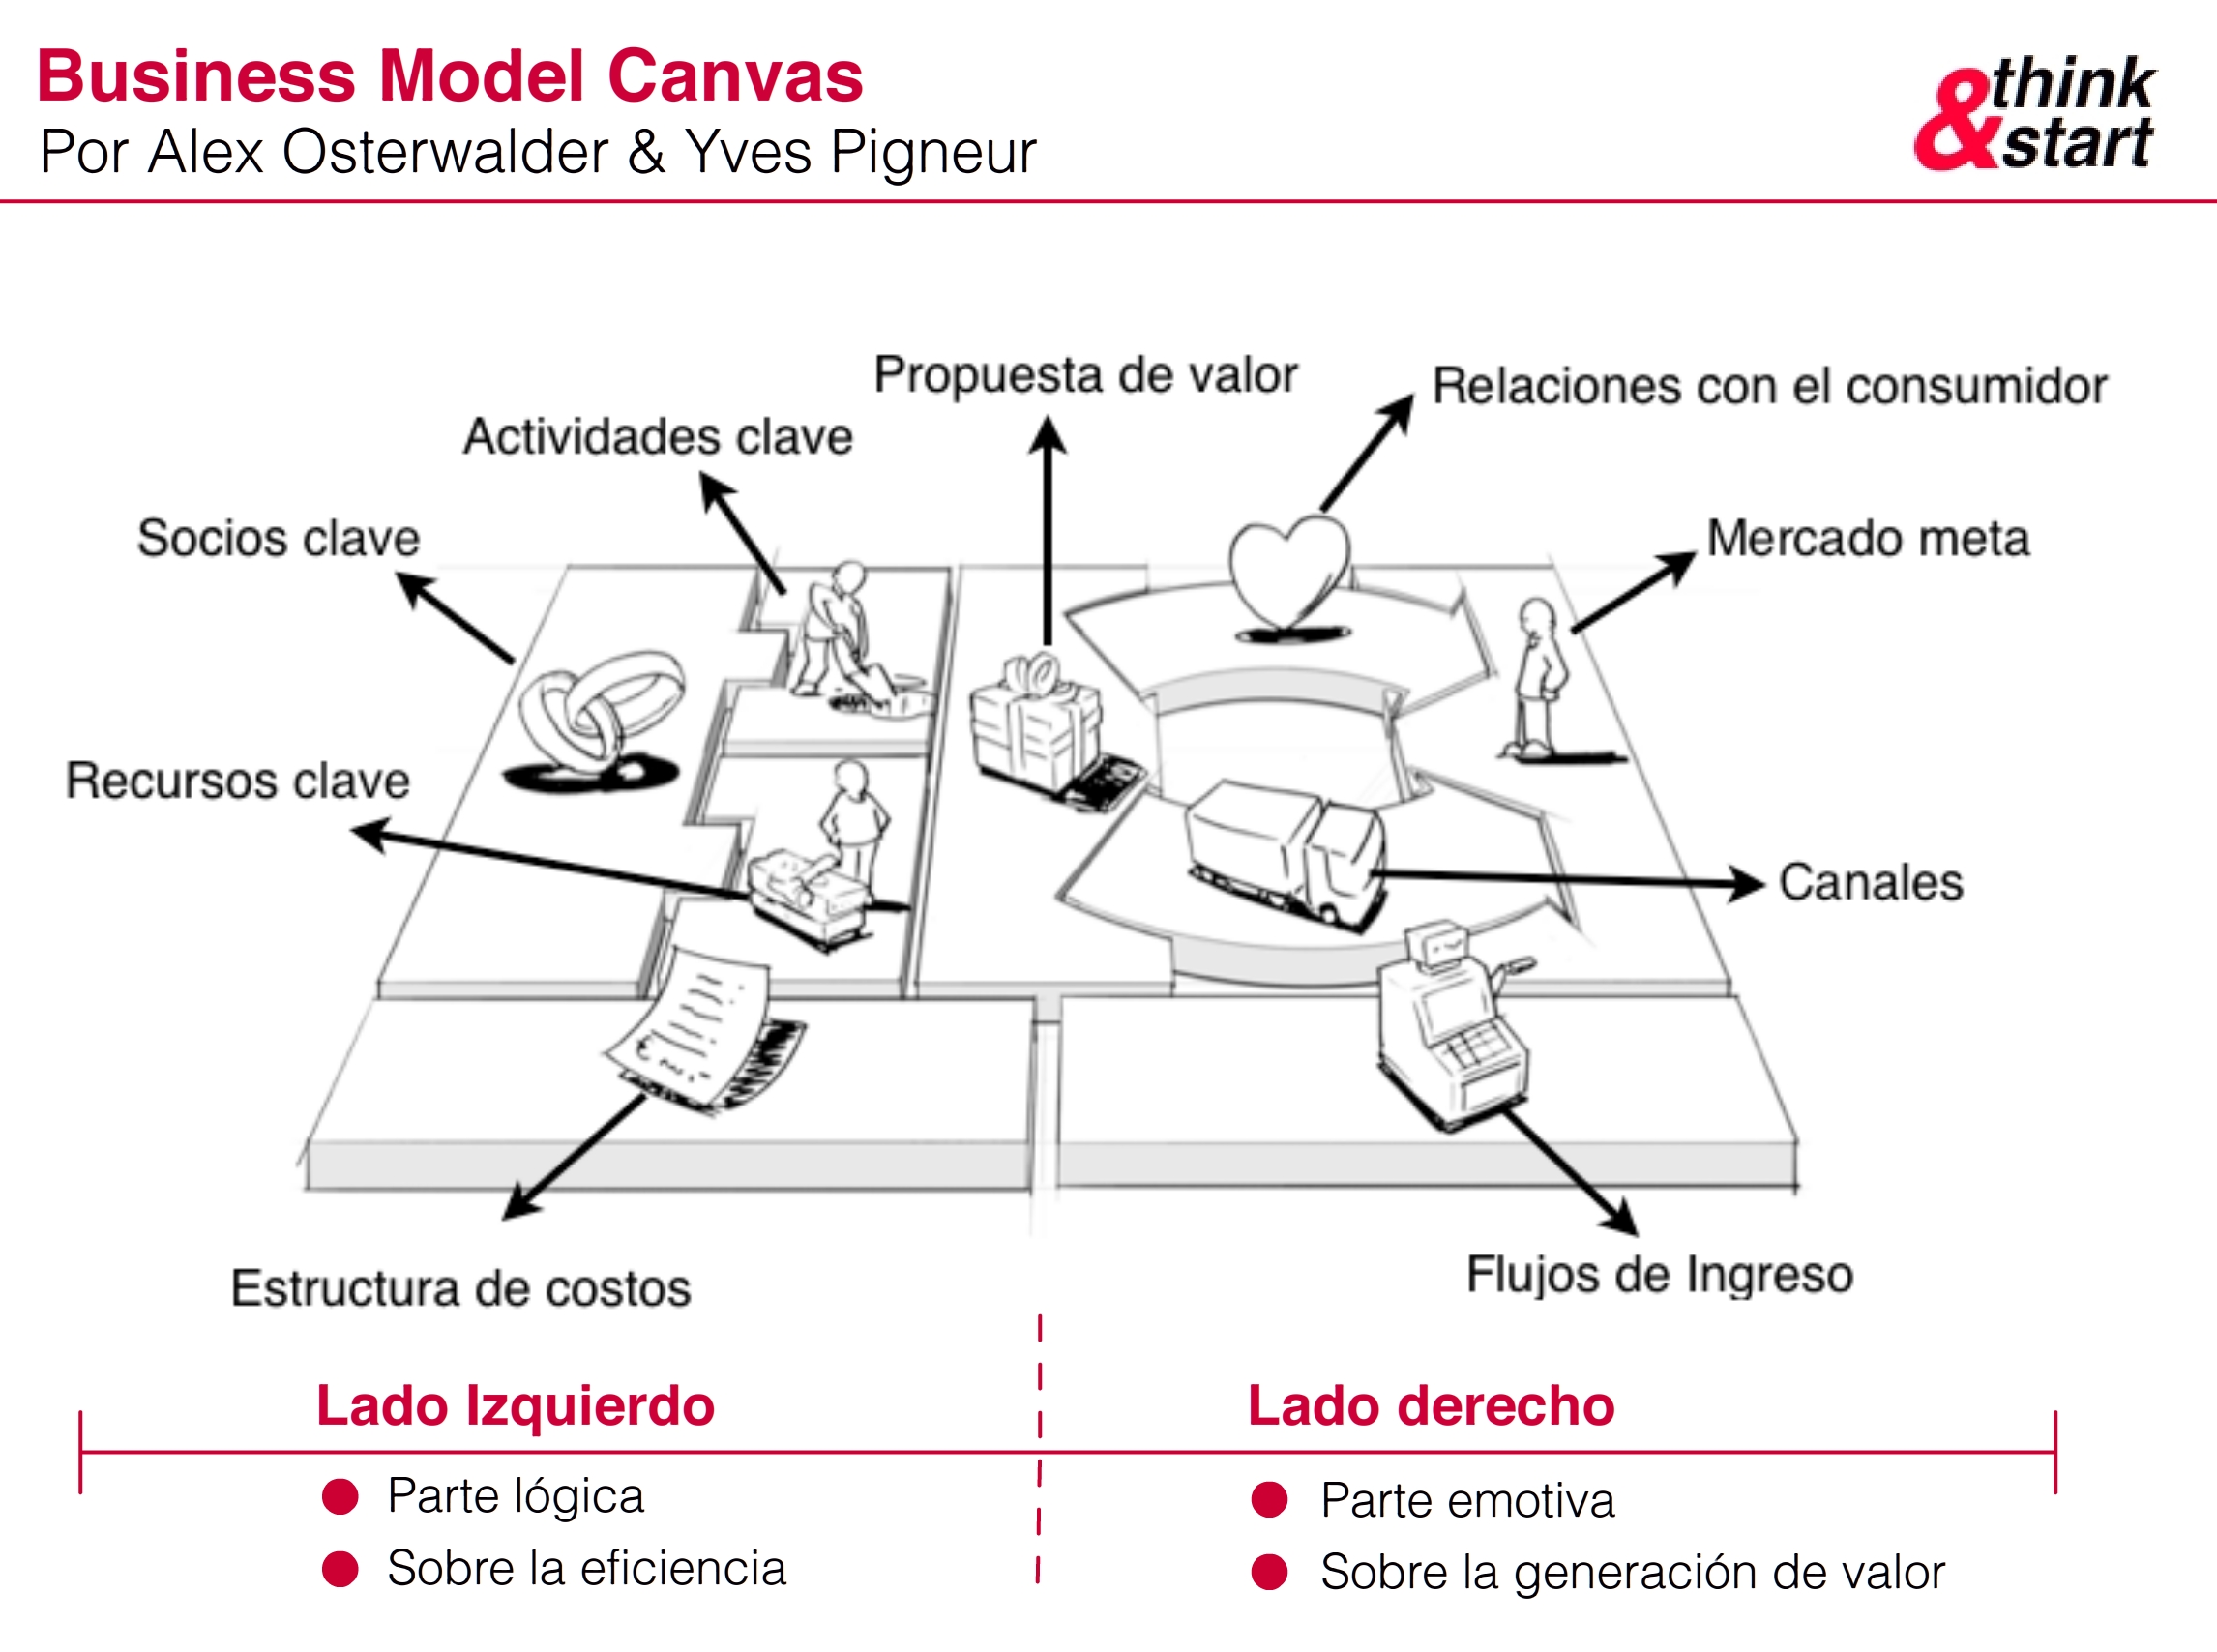 Business Model Canvas
Por Alex Osterwalder & Yves Pigneur
&think
&start
Propuesta de valor
Relaciones con el consumidor
Actividades clave
Socios clave
Mercado meta
Recursos clave
Canales
Estructura de costos
Flujos de Ingreso
Lado Izquierdo
Lado derecho
Parte lógica
Parte emotiva
Sobre la eficiencia
Sobre la generación de valor